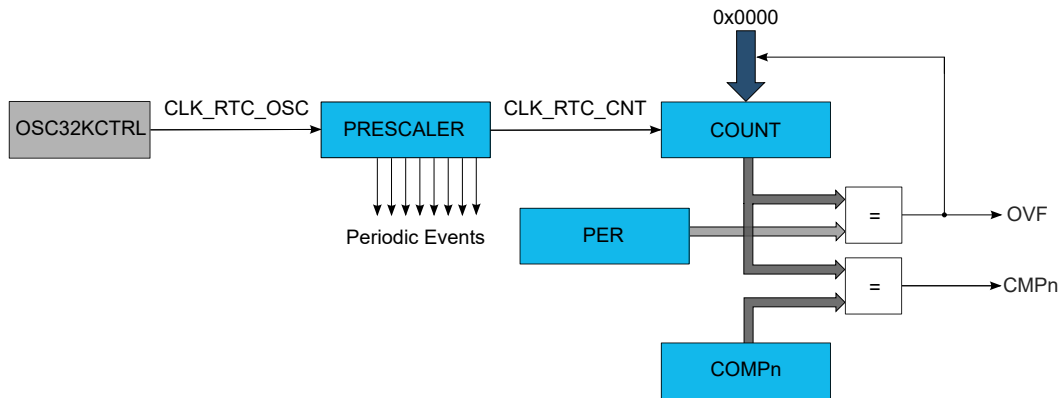 0x0000
OSC32KCTRL
CLK_RTC_OSC
PRESCALER
CLK_RTC_CNT
COUNT
Periodic Events
PER
=
OVF
=
CMPn
COMPn